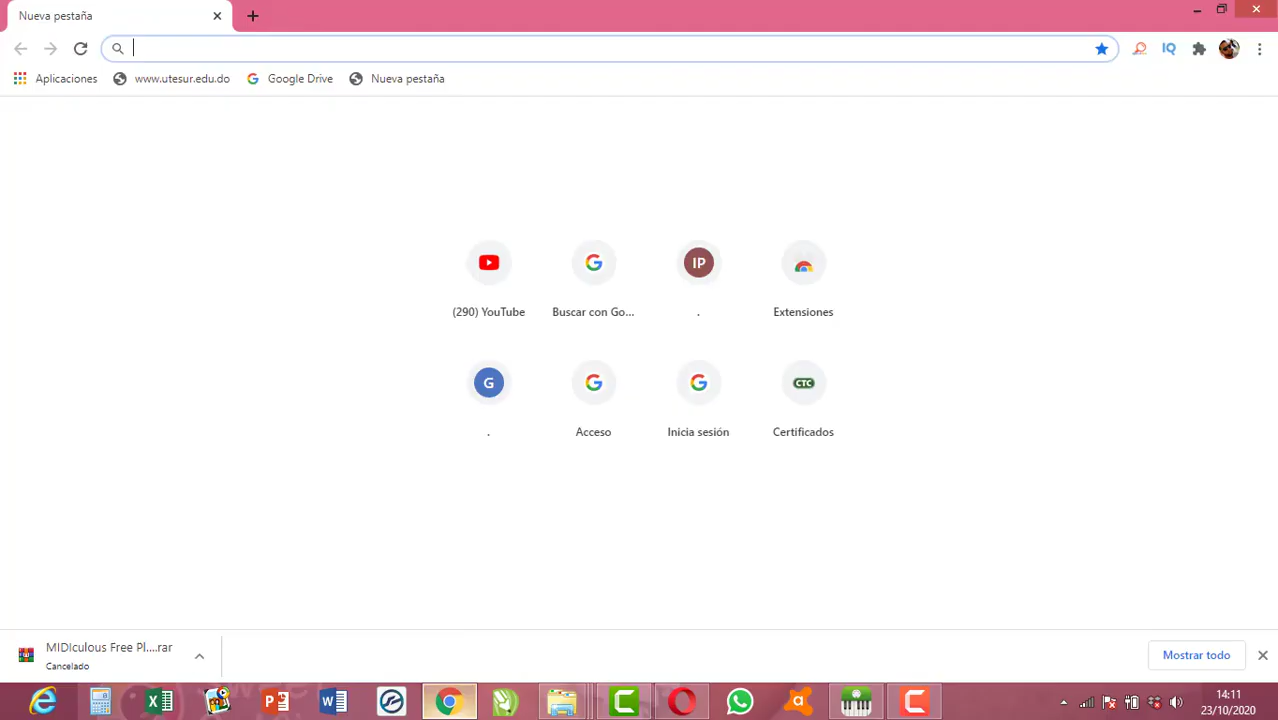 Nueva pestaña
Aplicaciones
www.utesur.edu.do
Google Drive
Nueva pestaña
IQ
IP
(290) YouTube
Buscar con Go...
.
Extensiones
G
CTC
.
Acceso
Inicia sesión
Certificados
MIDIculous Free Pl....rar
Cancelado
Mostrar todo
14:11
23/10/2020